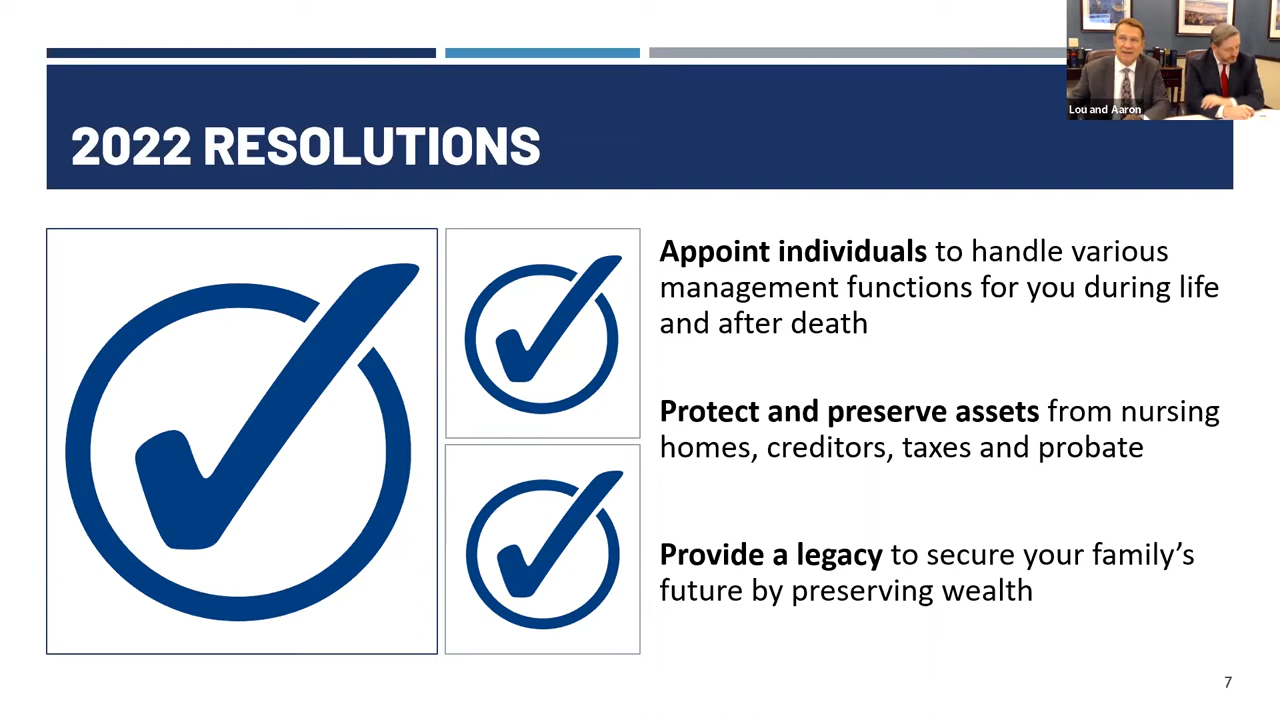 Lou and Aaron
2022 RESOLUTIONS
Appoint individuals to handle various
management functions for you during life
and after death
Protect and preserve assets from nursing
homes, creditors, taxes and probate
Provide a legacy to secure your family’s
future by preserving wealth
7